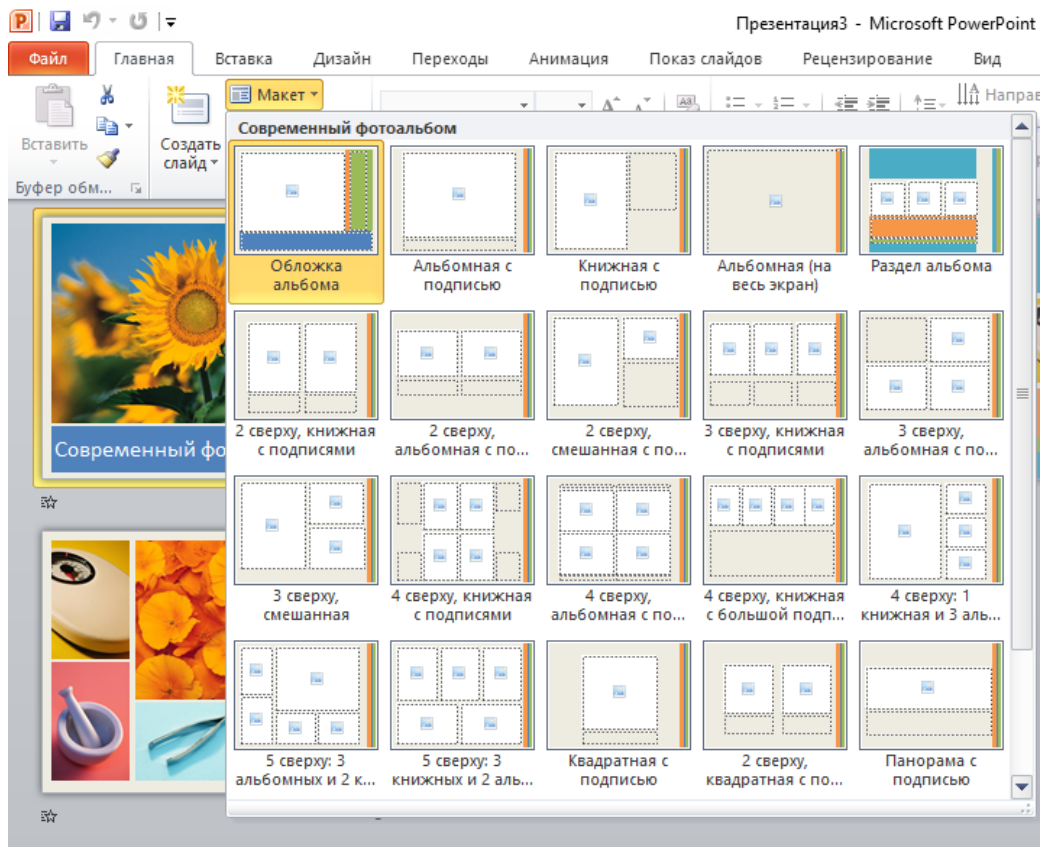 Презентация3 - Microsoft PowerPoint
Файл Главная Вставка Дизайн Переходы Анимация Показ слайдов Рецензирование Вид
Макет
Направ
Вставить
Создать
слайд
Буфер обм...
Современный фотоальбом
Обложка
альбома
Альбомная с
подписью
Книжная с
подписью
Альбомная (на
весь экран)
Раздел альбома
2 сверху, книжная
с подписями
2 сверху,
альбомная с по...
2 сверху,
смешанная с по...
3 сверху, книжная
с подписями
3 сверху,
альбомная с по...
3 сверху,
смешанная
4 сверху, книжная
с подписями
4 сверху,
альбомная с по...
4 сверху, книжная
с большой подп...
4 сверху: 1
книжная и 3 аль...
5 сверху: 3
альбомных и 2 к...
5 сверху: 3
книжных и 2 аль...
Квадратная с
подписью
2 сверху,
квадратная с по...
Панорама с
подписью
Современный фо